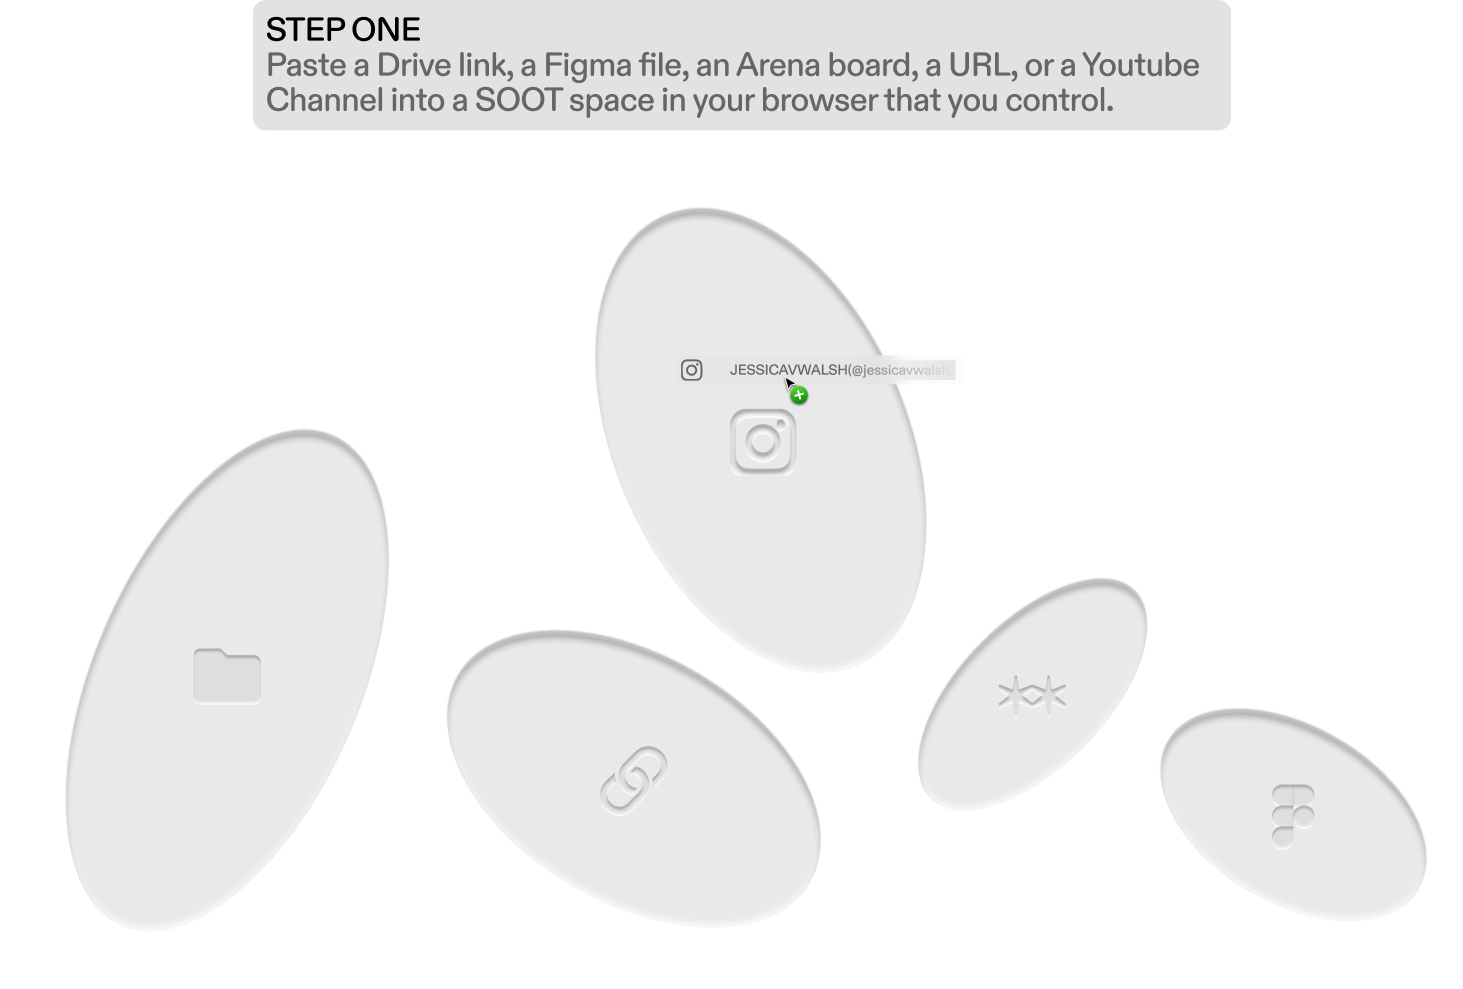 STEP ONE
Paste a Drive link, a Figma file, an Arena board, a URL, or a Youtube
Channel into a SOOT space in your browser that you control.
JESSICAVWALSH(@jessicavwalsh)